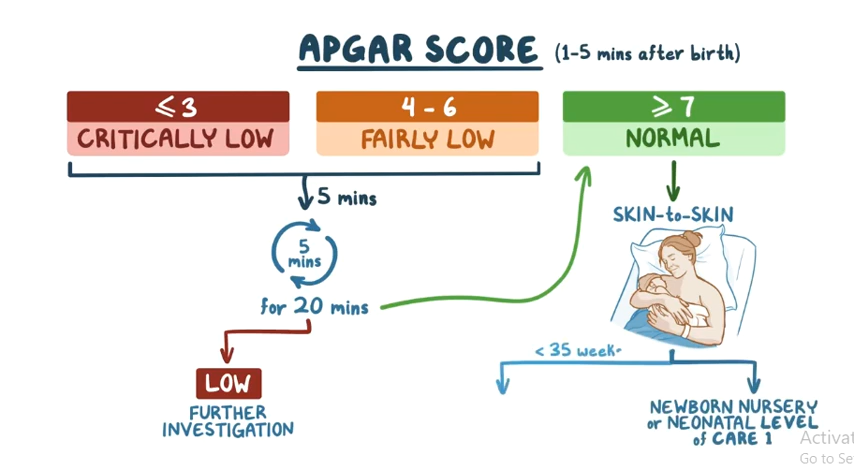 APGAR SCORE (1-5 mins after birth)
≤ 3
CRITICALLY LOW
4 - 6
FAIRLY LOW
≥ 7
NORMAL
5 mins
5
mins
for 20 mins
LOW
FURTHER
INVESTIGATION
SKIN-to-SKIN
< 35 week
NEWBORN NURSERY
or NEONATAL LEVEL
of CARE 1
Activat
Go to Se